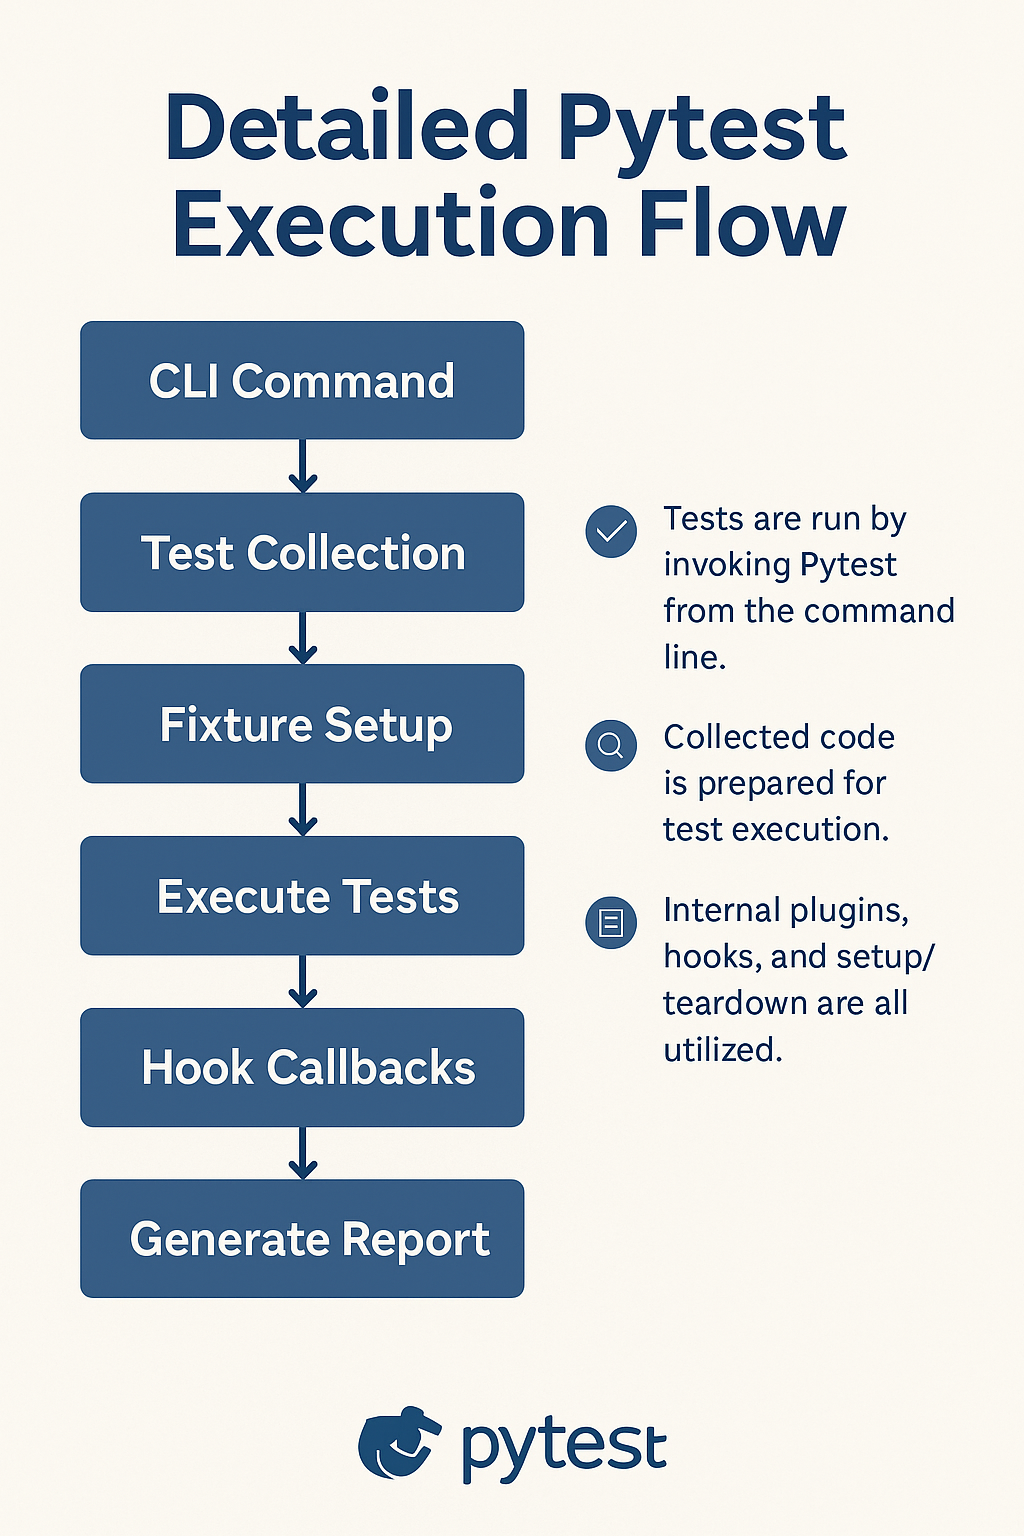 Detailed Pytest
Execution Flow
CLI Command
Test Collection
Fixture Setup
Execute Tests
Hook Callbacks
Generate Report
Tests are run by
invoking Pytest
from the command
line.
Collected code
is prepared for
test execution.
Internal plugins,
hooks, and setup/
teardown are all
utilized.
pytest